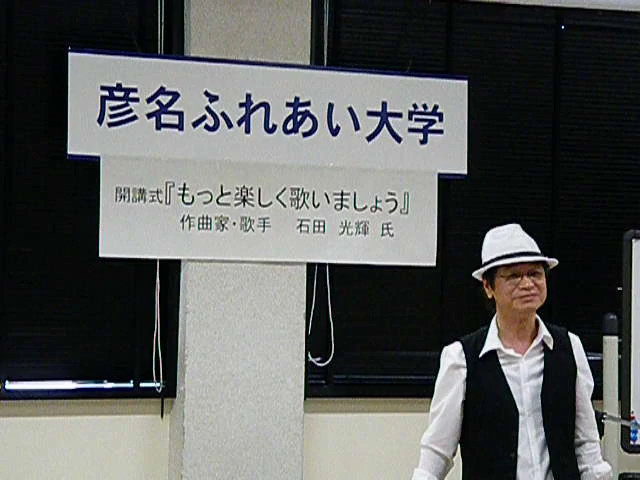 彦名ふれあい大学
開講式『もっと楽しく歌いましょう』
作曲家・歌手　石田　光輝　氏